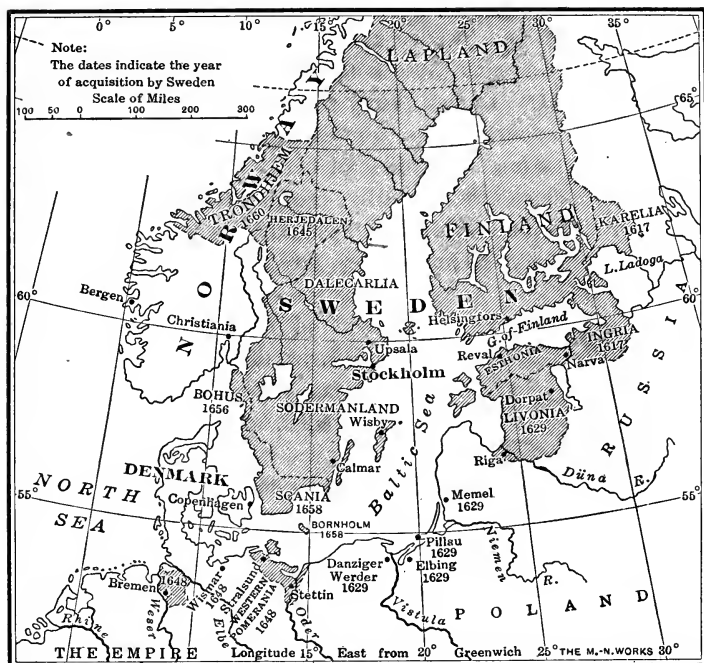 0° 5° 10° 15° 20° 25° 30° 35°
Note:
The dates indicate the year
of acquisition by Sweden
Scale of Miles
100 50 0 100 200 300
LAPLAND
65°
NORWAY
TRONDHJEM
1660
HERJEDALEN
1645
FINLAND
KARELIA
1617
L. Ladoga
DALECARLIA
SWEDEN
Bergen
60°
60°
Christiania
Helsingfors
G. of Finland
Upsala
Stockholm
Reval
ESTHONIA
Narva
INGRIA
1617
RUSSIA
BOHUS
1656
SODERMANLAND
Wisby
Dorpat
LIVONIA
1629
Baltic Sea
Riga
Düna R.
DENMARK
Calmar
NORTH
SEA
55°
Copenhagen
SCANIA
1658
BORNHOLM
1658
Memel
1629
55°
Pillau
1629
Niemen
R.
Danziger
Werder
1629
Elbing
1629
Bremen
1648
Wismar
1648
Stralsund
WESTERN
POMERANIA
1648
Stettin
Rhine
Weser
Elbe
Oder
Vistula
POLAND
THE EMPIRE
Longitude 15° East from 20° Greenwich 25° THE M.-N. WORKS 30°